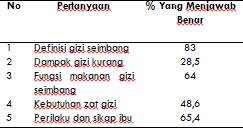 No Pertanyaan % Yang Menjawab
Benar
1 Definisi gizi seimbang 83
2 Dampak gizi kurang 28,5
3 Fungsi makanan gizi 64
seimbang
4 Kebutuhan zat gizi 48,6
5 Perilaku dan sikap ibu 65,4